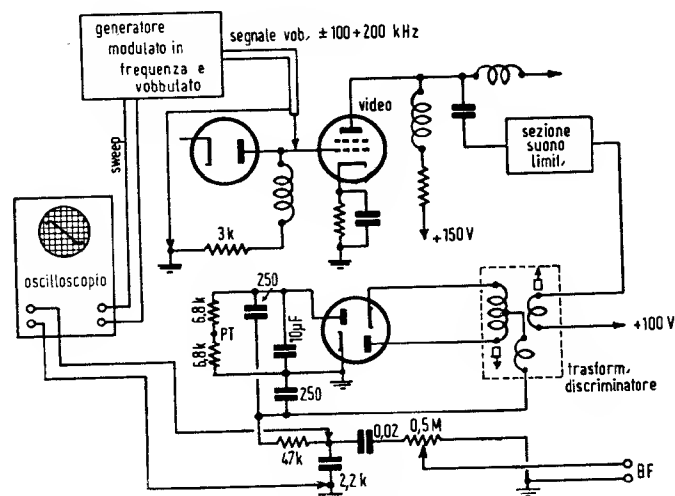 generatore
modulato in
frequenza e
vobbulato
segnale vob, ±100÷200 kHz
sweep
video
sezione
suono
limit,
3k
+150V
oscilloscopio
250
6,8k
PT
6,8k
10μF
250
+100 V
trasform,
discriminatore
47k
0,02
0,5M
2,2k
BF